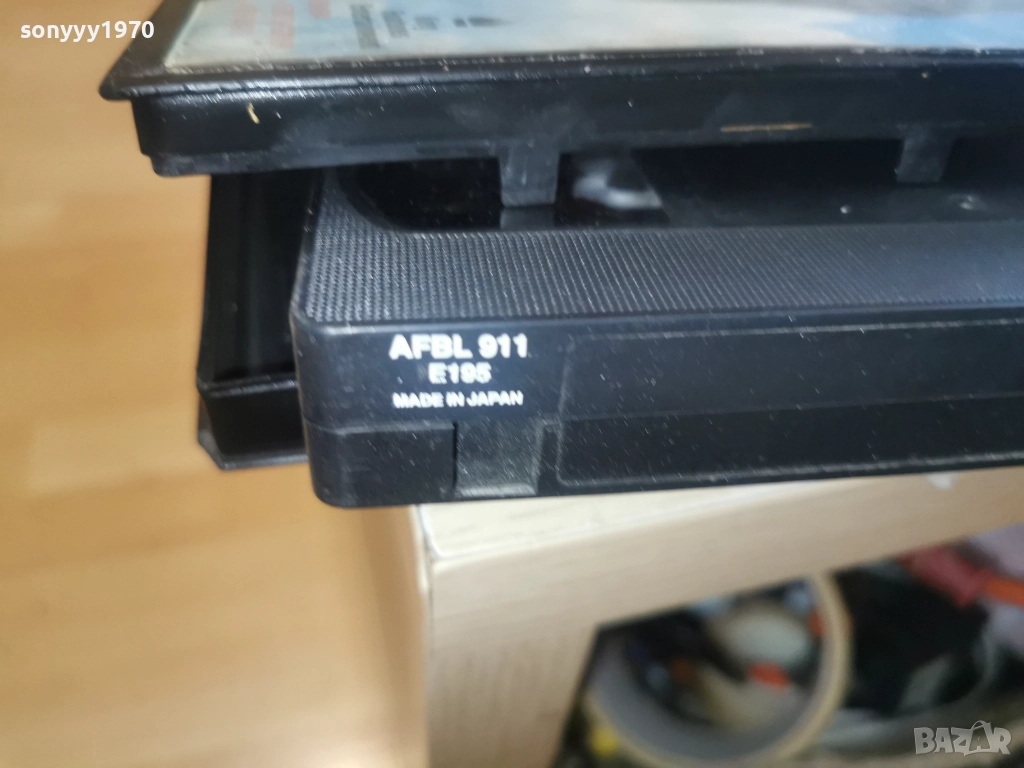 sonyyy1970
AFBL 911
E195
MADE IN JAPAN
BAZAR